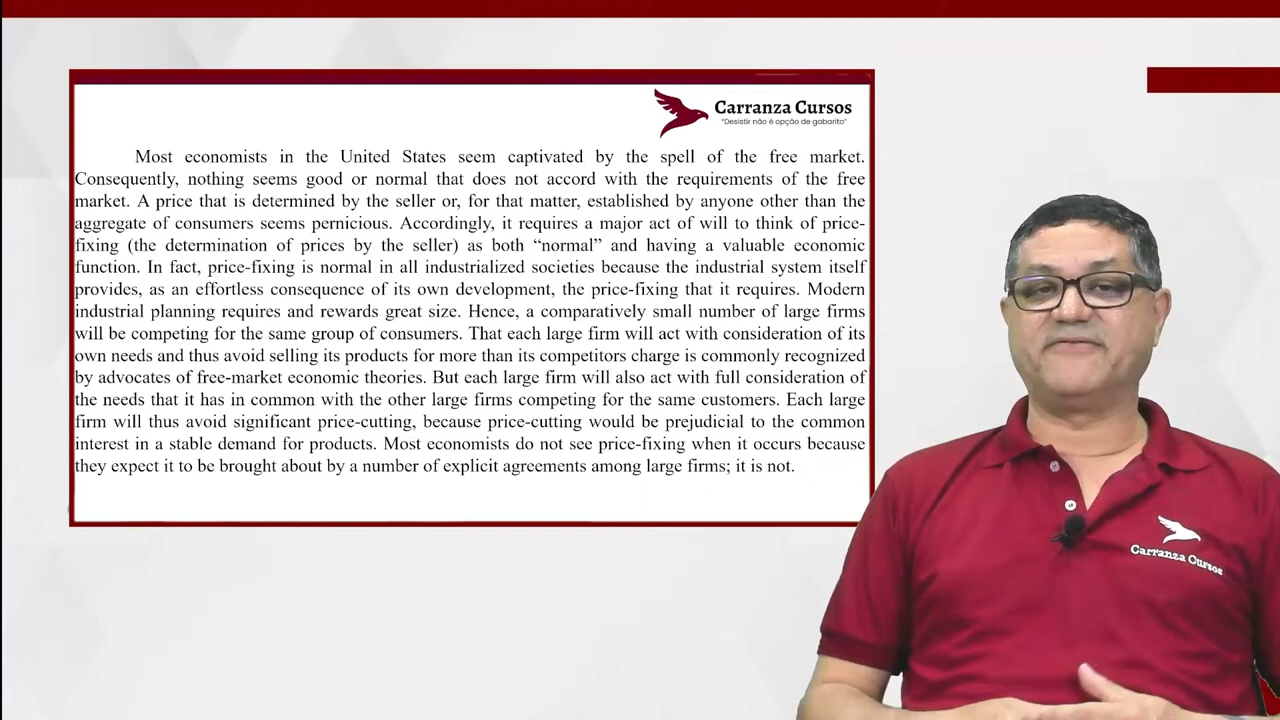 Carranza Cursos
"Desistir não é opção de gabarito"
Most economists in the United States seem captivated by the spell of the free market.
Consequently, nothing seems good or normal that does not accord with the requirements of the free
market. A price that is determined by the seller or, for that matter, established by anyone other than the
aggregate of consumers seems pernicious. Accordingly, it requires a major act of will to think of price-
fixing (the determination of prices by the seller) as both “normal” and having a valuable economic
function. In fact, price-fixing is normal in all industrialized societies because the industrial system itself
provides, as an effortless consequence of its own development, the price-fixing that it requires. Modern
industrial planning requires and rewards great size. Hence, a comparatively small number of large firms
will be competing for the same group of consumers. That each large firm will act with consideration of its
own needs and thus avoid selling its products for more than its competitors charge is commonly recognized
by advocates of free-market economic theories. But each large firm will also act with full consideration of
the needs that it has in common with the other large firms competing for the same customers. Each large
firm will thus avoid significant price-cutting, because price-cutting would be prejudicial to the common
interest in a stable demand for products. Most economists do not see price-fixing when it occurs because
they expect it to be brought about by a number of explicit agreements among large firms; it is not.
Carranza Cursos